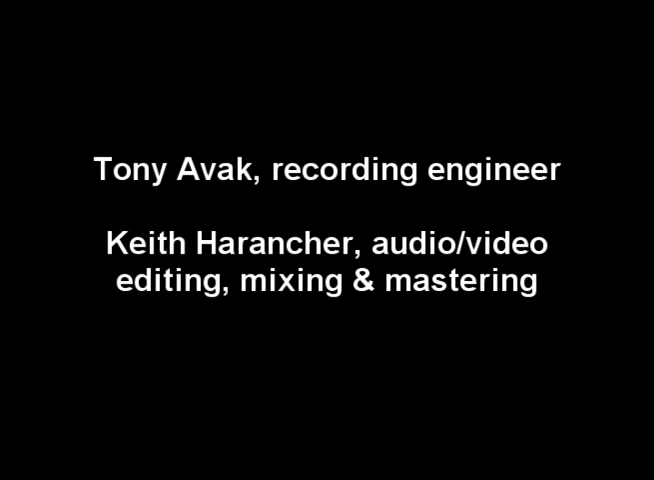 Tony Avak, recording engineer
Keith Harancher, audio/video
editing, mixing & mastering